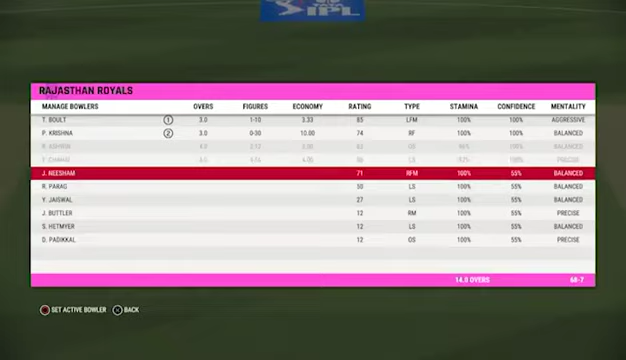 IPL
RAJASTHAN ROYALS
MANAGE BOWLERS OVERS FIGURES ECONOMY RATING TYPE STAMINA CONFIDENCE MENTALITY
T. BOULT 1 3.0 1-10 3.33 85 LFM 100% 100% AGGRESSIVE
P. KRISHNA 2 3.0 0-30 10.00 74 RF 100% 100% BALANCED
R. ASHWIN BALANCED
PRECISE
J. NEESHAM 71 RFM 100% 55% BALANCED
R. PARAG 50 LS 100% 55% BALANCED
Y. JAISWAL 27 LS 100% 55% BALANCED
J. BUTTLER 12 RM 100% 55% PRECISE
S. HETMYER 12 LS 100% 55% BALANCED
D. PADIKKAL 12 OS 100% 55% PRECISE
14.0 OVERS 68-7
SET ACTIVE BOWLER BACK